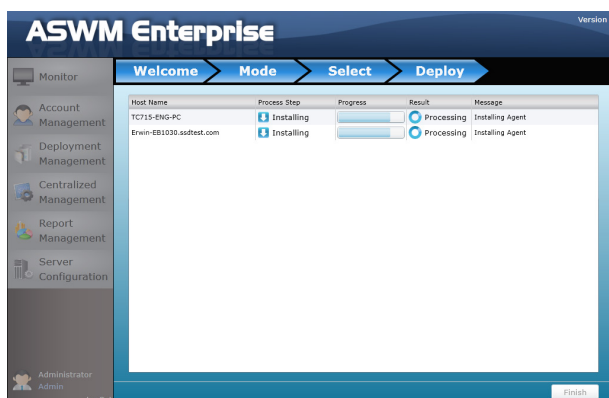 ASWM Enterprise
Version
Monitor
Account
Management
Deployment
Management
Centralized
Management
Report
Management
Server
Configuration
Administrator
Admin
Welcome
Mode
Select
Deploy
Host Name Process Step Progress Result Message
TC715-ENG-PC Installing Processing Installing Agent
Erwin-EB1030.ssdtest.com Installing Processing Installing Agent
Finish